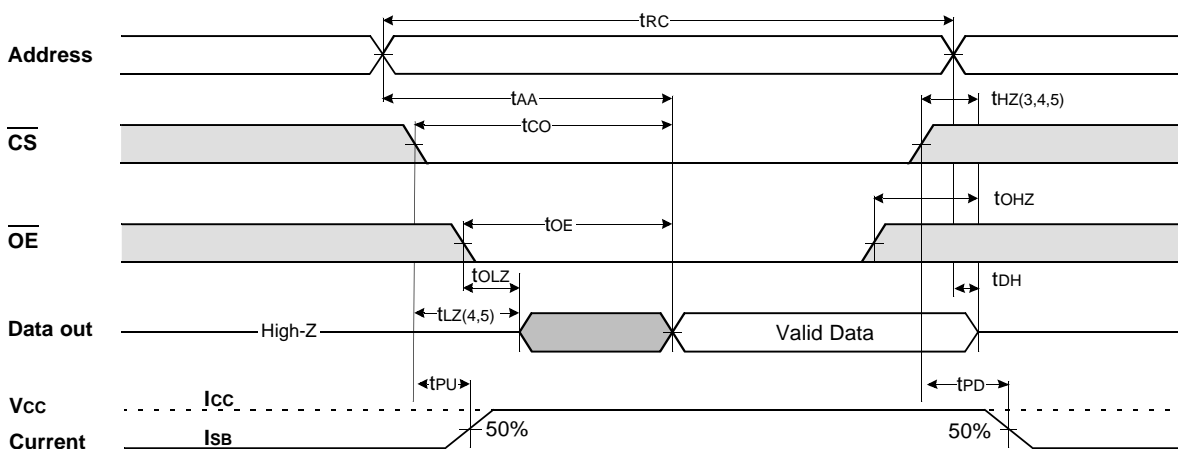 tRC
Address
tAA
tHZ(3,4,5)
tCO
CS
tOHZ
tOE
OE
tOLZ
tDH
tLZ(4,5)
Data out
High-Z
Valid Data
tPU
tPD
VCC
ICC
50%
50%
Current
ISB